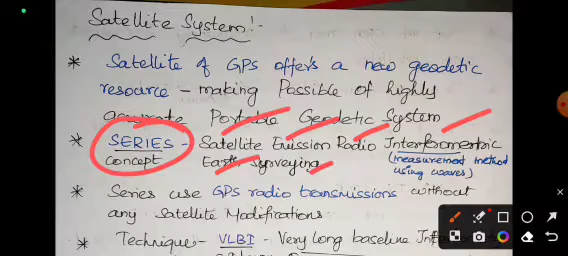 Satellite System:-
* Satellite of GPS offers a new geodetic
resource - making Possible of highly
accurate Portable Geodetic System
* SERIES - Satellite Emission Radio Interferometric
concept Earth Surveying (measurement method
using waves)
* Series use GPS radio transmissions without
any Satellite Modifications.
* Technique - VLBI - Very long baseline